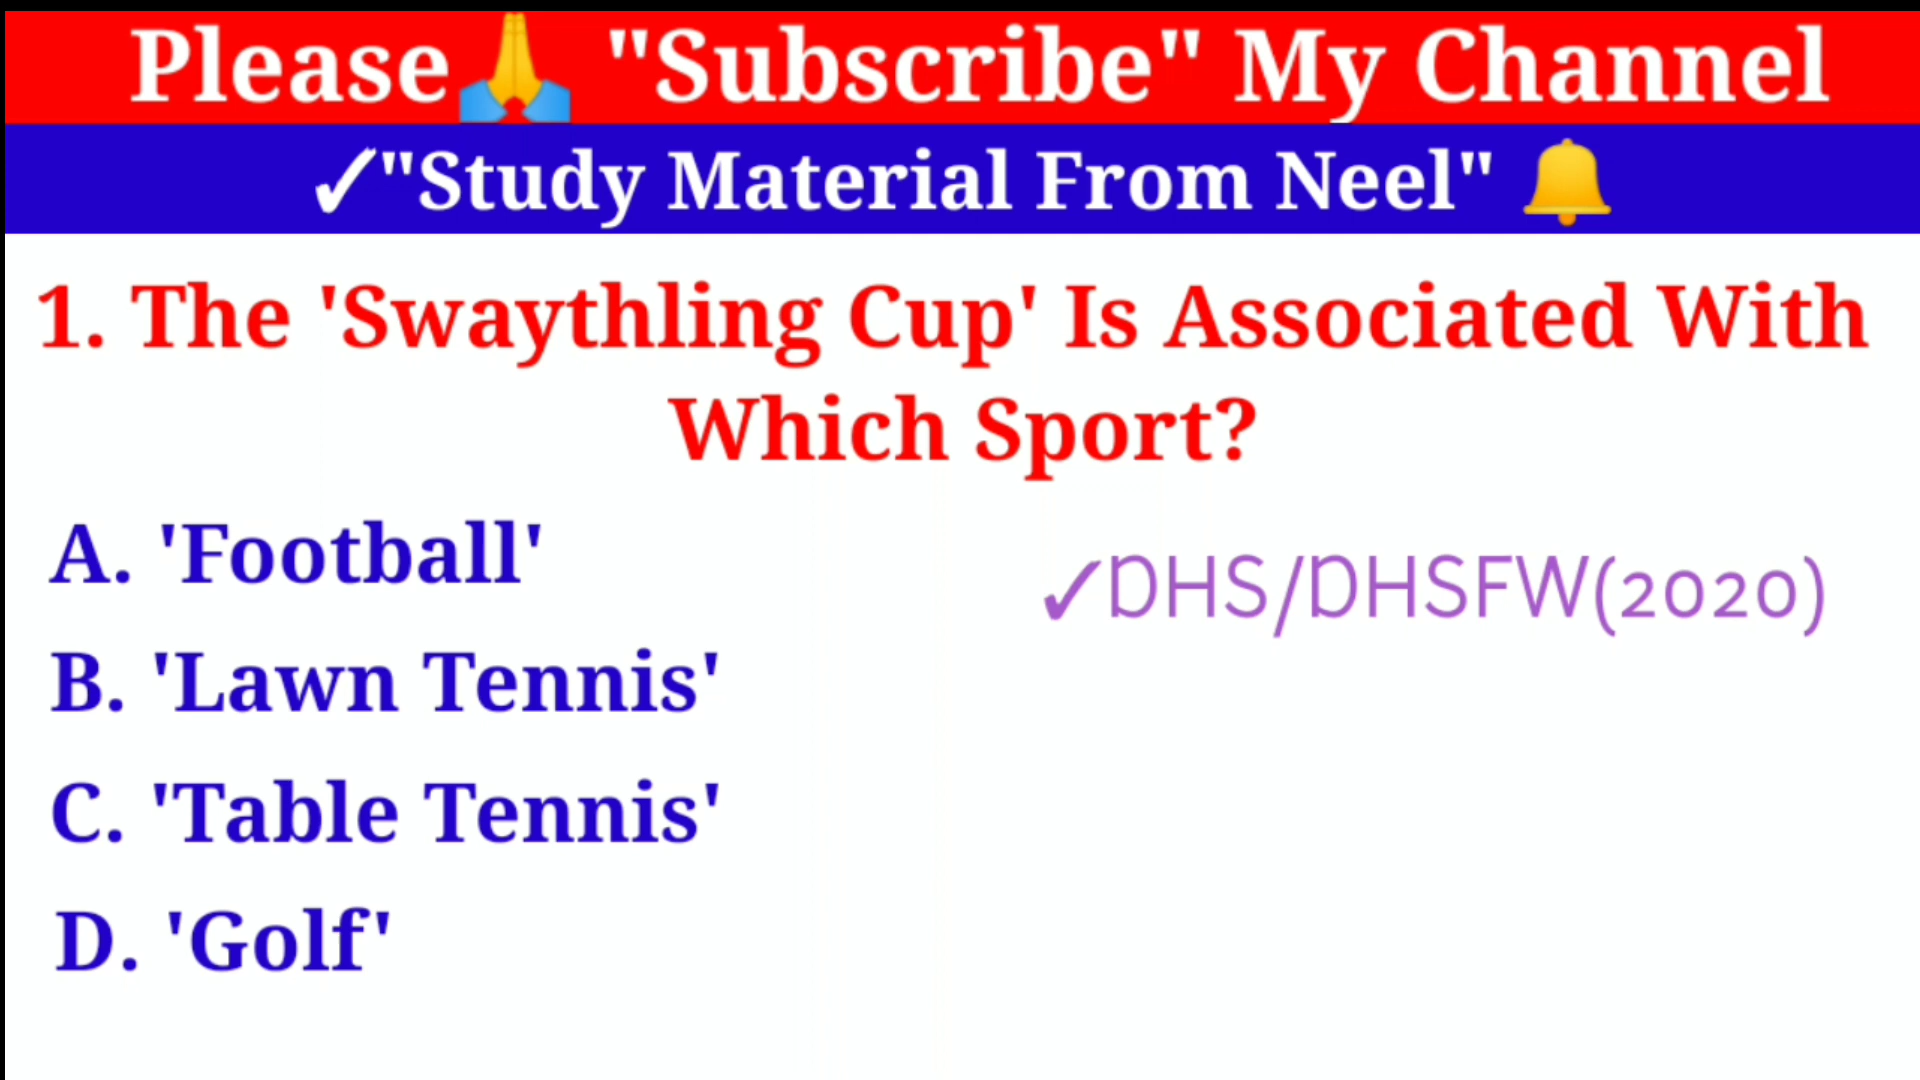 Please🙏 "Subscribe" My Channel
✓"Study Material From Neel" 🔔
1. The 'Swaythling Cup' Is Associated With
Which Sport?
A. 'Football'
✓DHS/DHSFW(2020)
B. 'Lawn Tennis'
C. 'Table Tennis'
D. 'Golf'